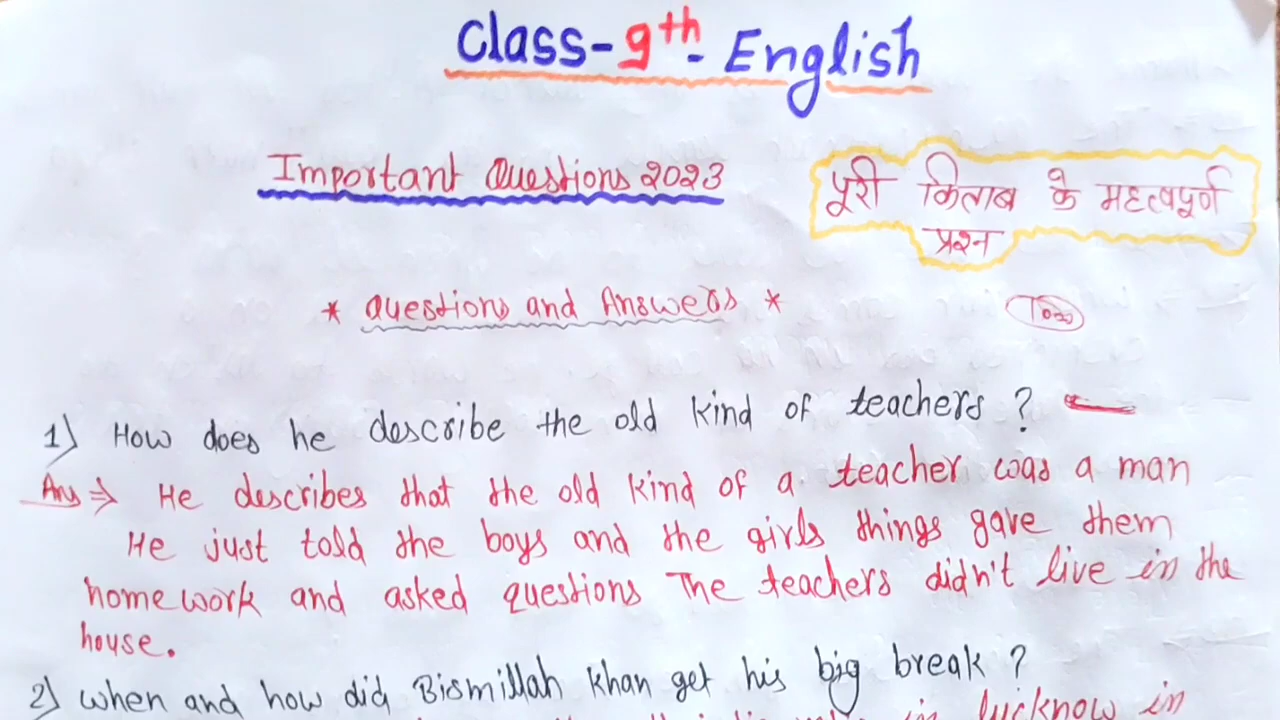 Class-9th- English
Important Questions 2023
पूरी किताब के महत्वपूर्ण
प्रश्न
* Questions and Answers *
1) How does he describe the old kind of teachers ?
Ans ⇒ He describes that the old kind of a teacher was a man
He just told the boys and the girls things gave them
homework and asked questions The teachers didn't live in the
house.
2) when and how did Bismillah khan get his big break ?
in lucknow in